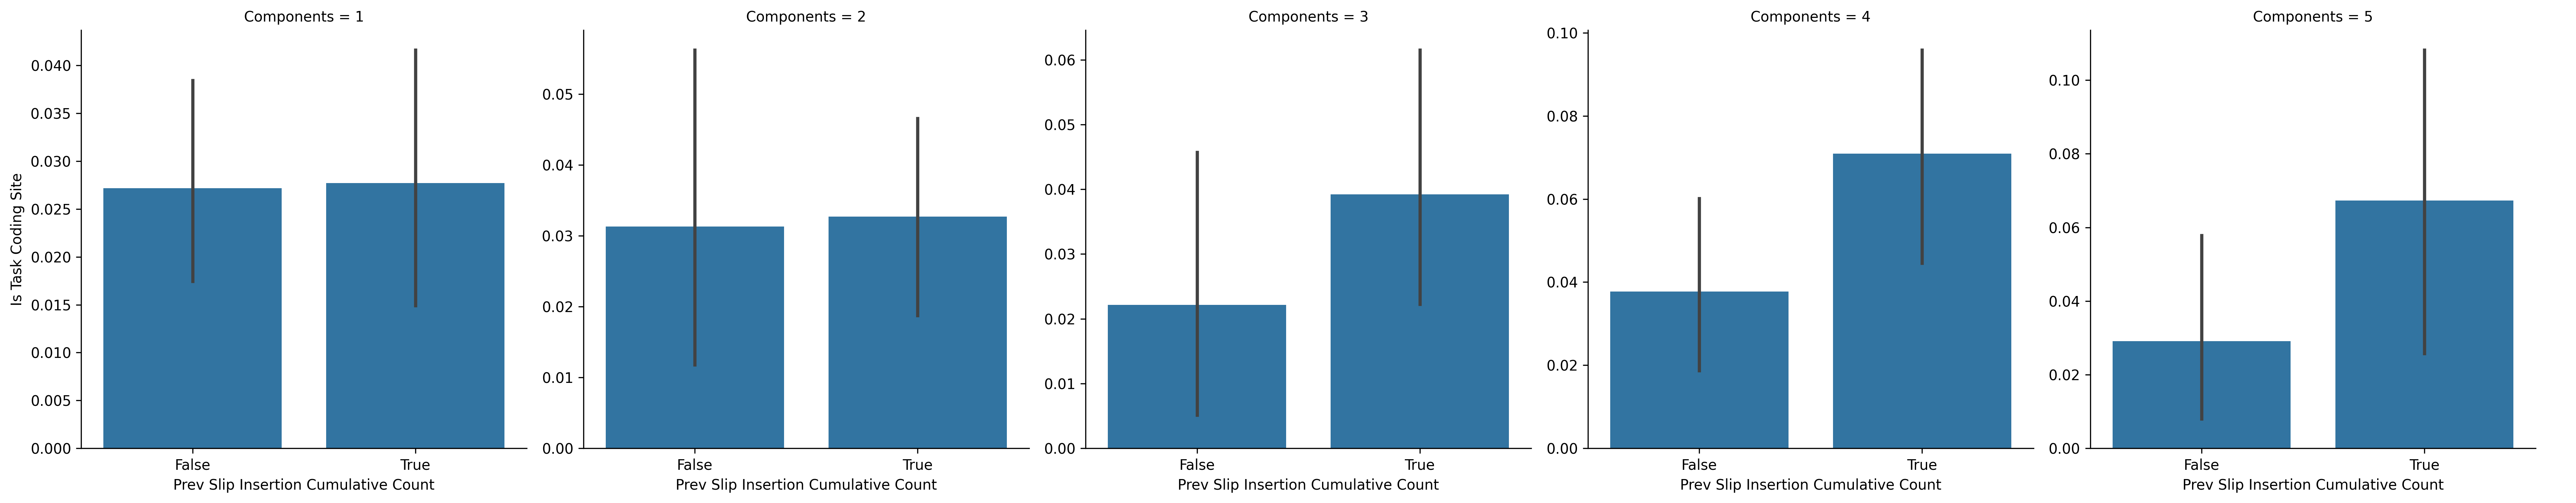 Components = 1
Is Task Coding Site
0.040
0.035
0.030
0.025
0.020
0.015
0.010
0.005
0.000
False
True
Prev Slip Insertion Cumulative Count
Components = 2
0.05
0.04
0.03
0.02
0.01
0.00
False
True
Prev Slip Insertion Cumulative Count
Components = 3
0.06
0.05
0.04
0.03
0.02
0.01
0.00
False
True
Prev Slip Insertion Cumulative Count
Components = 4
0.10
0.08
0.06
0.04
0.02
0.00
False
True
Prev Slip Insertion Cumulative Count
Components = 5
0.10
0.08
0.06
0.04
0.02
0.00
False
True
Prev Slip Insertion Cumulative Count